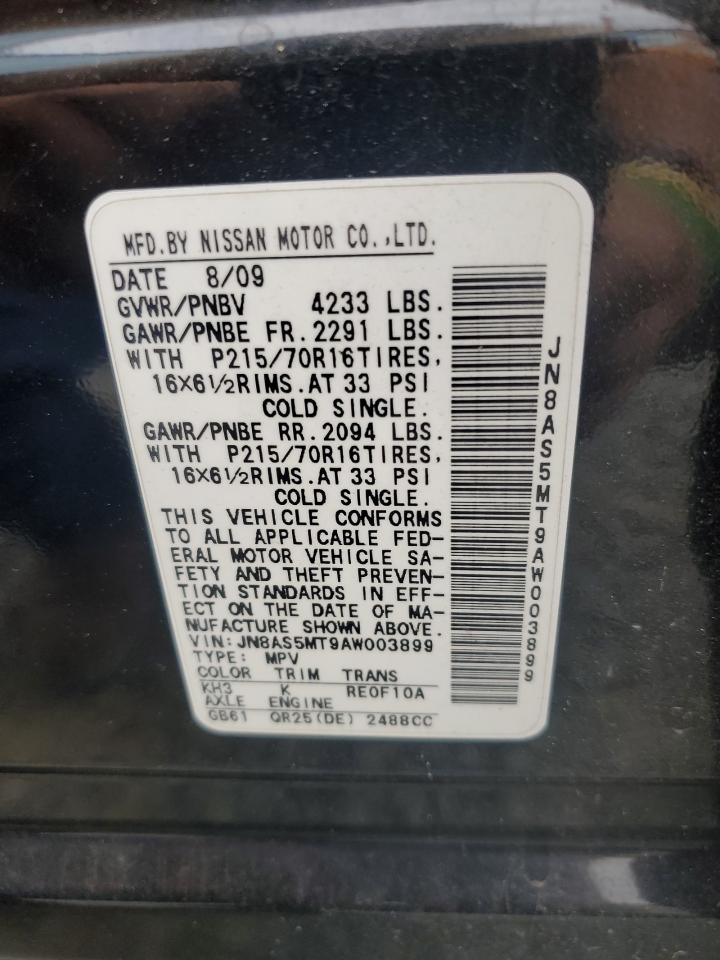 MFD.BY NISSAN MOTOR CO.,LTD.
DATE 8/09
GVWR/PNBV 4233 LBS.
GAWR/PNBE FR.2291 LBS.
WITH P215/70R16TIRES,
16X6½RIMS.AT 33 PSI
COLD SINGLE.
GAWR/PNBE RR.2094 LBS.
WITH P215/70R16TIRES,
16X6½RIMS.AT 33 PSI
COLD SINGLE.
THIS VEHICLE CONFORMS
TO ALL APPLICABLE FED-
ERAL MOTOR VEHICLE SA-
FETY AND THEFT PREVEN-
TION STANDARDS IN EFF-
ECT ON THE DATE OF MA-
NUFACTURE SHOWN ABOVE.
VIN:JN8AS5MT9AW003899
TYPE: MPV
COLOR TRIM TRANS
KH3 K RE0F10A
AXLE ENGINE
GB61 QR25(DE) 2488CC
JN8AS5MT9AW003899